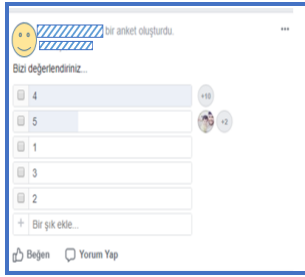 bir anket oluşturdu.
Bizi değerlendiriniz...
4
+10
5
+2
1
3
2
+ Bir şık ekle...
Beğen Yorum Yap